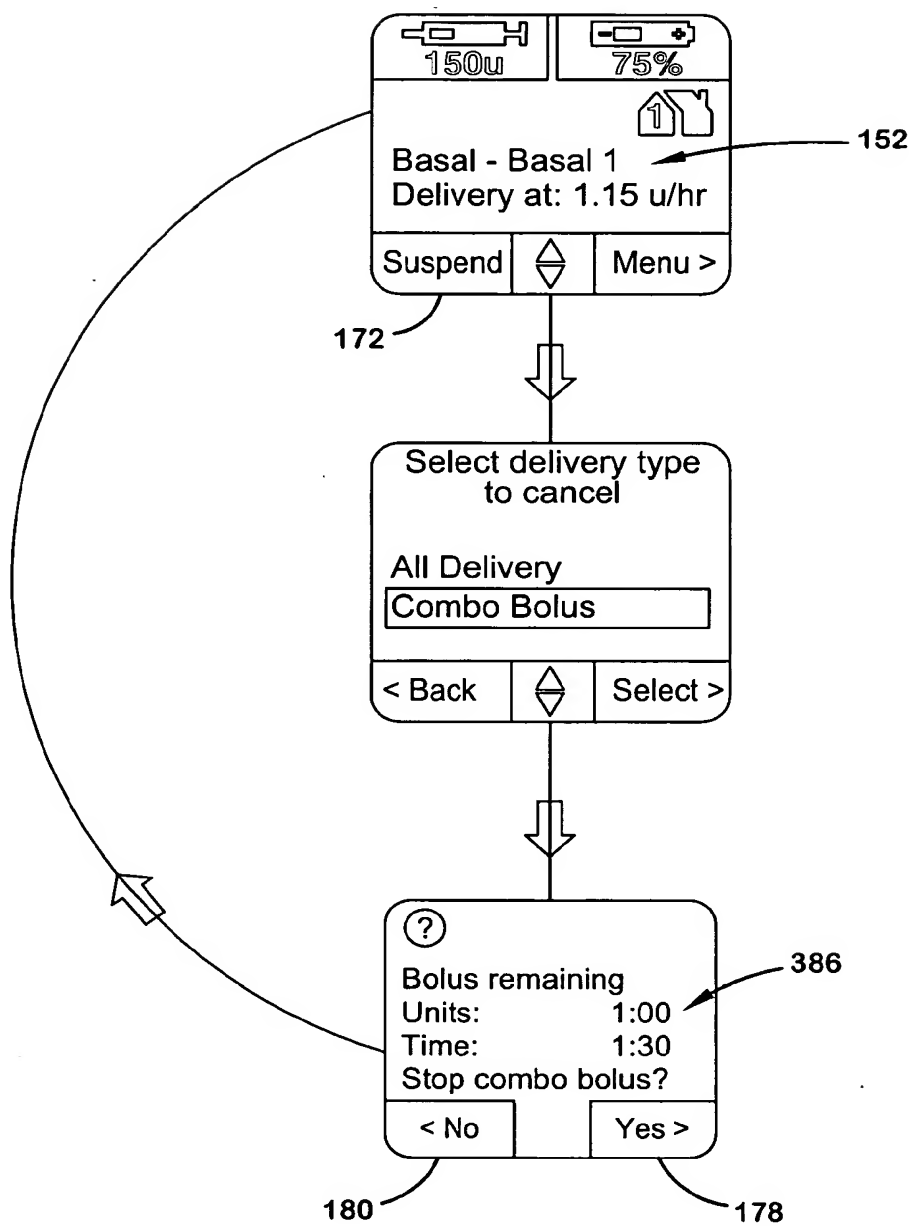 150u
75%
1
152
Basal - Basal 1
Delivery at: 1.15 u/hr
Suspend
Menu >
172
Select delivery type
to cancel
All Delivery
Combo Bolus
< Back
Select >
?
386
Bolus remaining
Units: 1:00
Time: 1:30
Stop combo bolus?
< No
Yes >
180
178